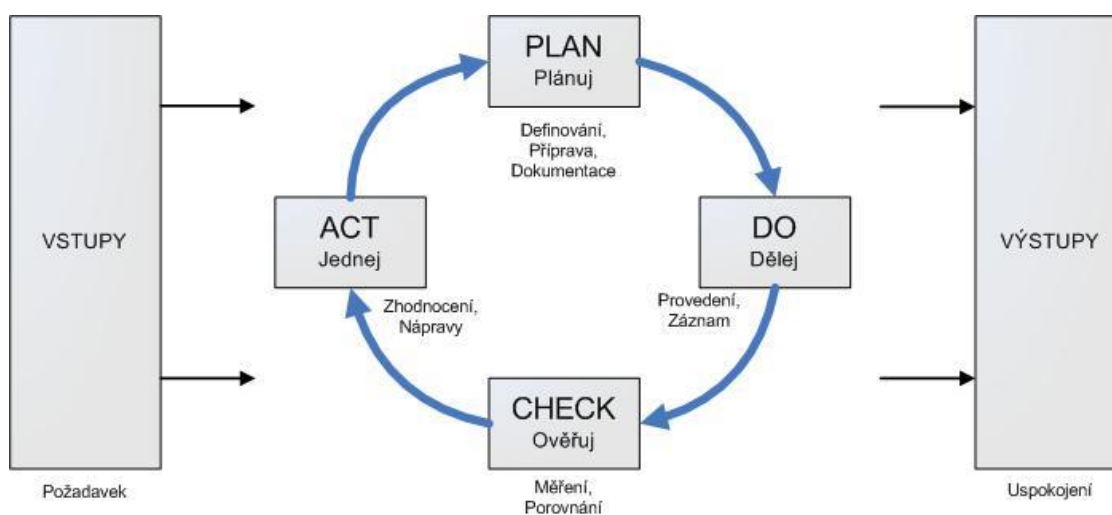 PLAN
Plánuj
Definování,
Příprava,
Dokumentace
VSTUPY
Požadavek
ACT
Jednej
Zhodnocení,
Nápravy
DO
Dělej
Provedení,
Záznam
CHECK
Ověřuj
Měření,
Porovnání
VÝSTUPY
Uspokojení